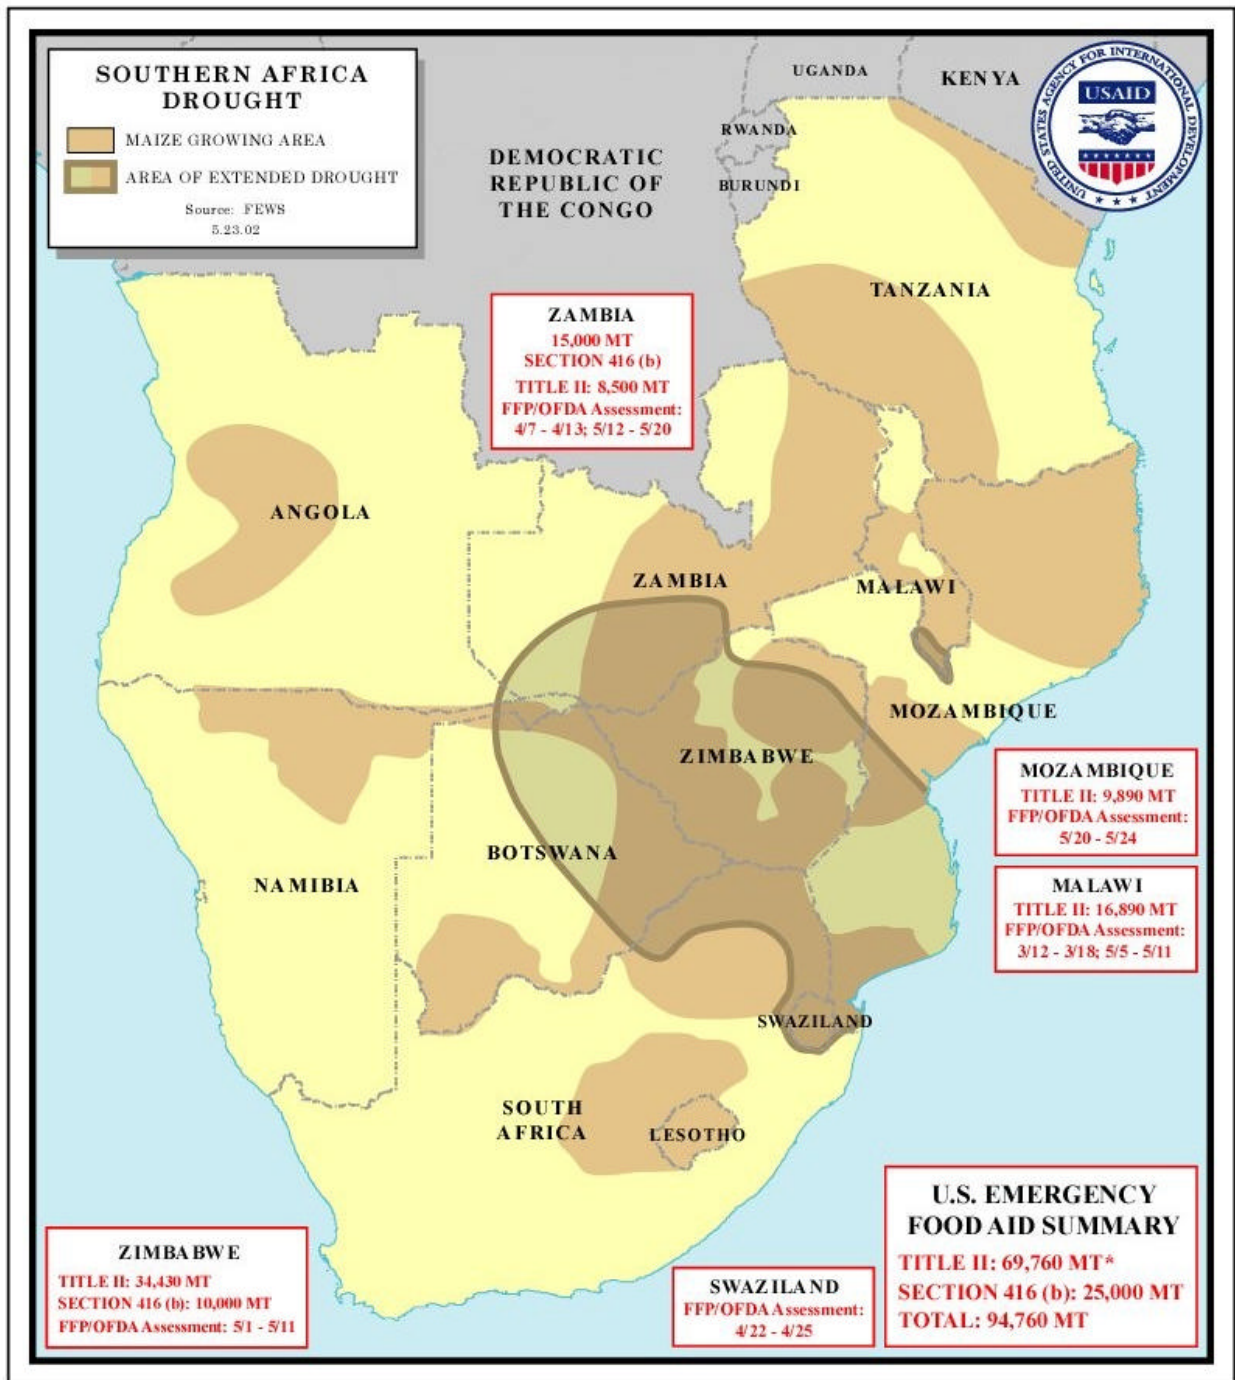 SOUTHERN AFRICA
DROUGHT
MAIZE GROWING AREA
AREA OF EXTENDED DROUGHT
Source: FEWS
5.23.02
UGANDA
KENYA
UNITED STATES AGENCY FOR INTERNATIONAL DEVELOPMENT
USAID
RWANDA
BURUNDI
DEMOCRATIC
REPUBLIC OF
THE CONGO
TANZANIA
ZAMBIA
15,000 MT
SECTION 416 (b)
TITLE II: 8,500 MT
FFP/OFDA Assessment:
4/7 - 4/13; 5/12 - 5/20
ANGOLA
ZAMBIA
MALAWI
MOZAMBIQUE
ZIMBABWE
BOTSWANA
NAMIBIA
MOZAMBIQUE
TITLE II: 9,890 MT
FFP/OFDA Assessment:
5/20 - 5/24
MALAWI
TITLE II: 16,890 MT
FFP/OFDA Assessment:
3/12 - 3/18; 5/5 - 5/11
SWAZILAND
SOUTH
AFRICA
LESOTHO
U.S. EMERGENCY
FOOD AID SUMMARY
TITLE II: 69,760 MT*
SECTION 416 (b): 25,000 MT
TOTAL: 94,760 MT
ZIMBABWE
TITLE II: 34,430 MT
SECTION 416 (b): 10,000 MT
FFP/OFDA Assessment: 5/1 - 5/11
SWAZILAND
FFP/OFDA Assessment:
4/22 - 4/25